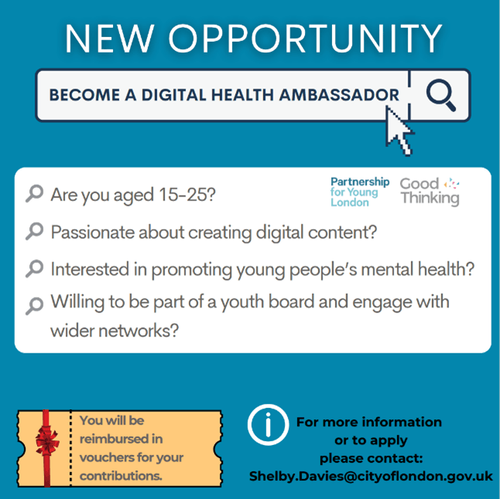 NEW OPPORTUNITY
BECOME A DIGITAL HEALTH AMBASSADOR
Partnership
for Young
London
Good
Thinking
Are you aged 15-25?
Passionate about creating digital content?
Interested in promoting young people's mental health?
Willing to be part of a youth board and engage with
wider networks?
You will be
reimbursed in
vouchers for your
contributions.
i
For more information
or to apply
please contact:
Shelby.Davies@cityoflondon.gov.uk